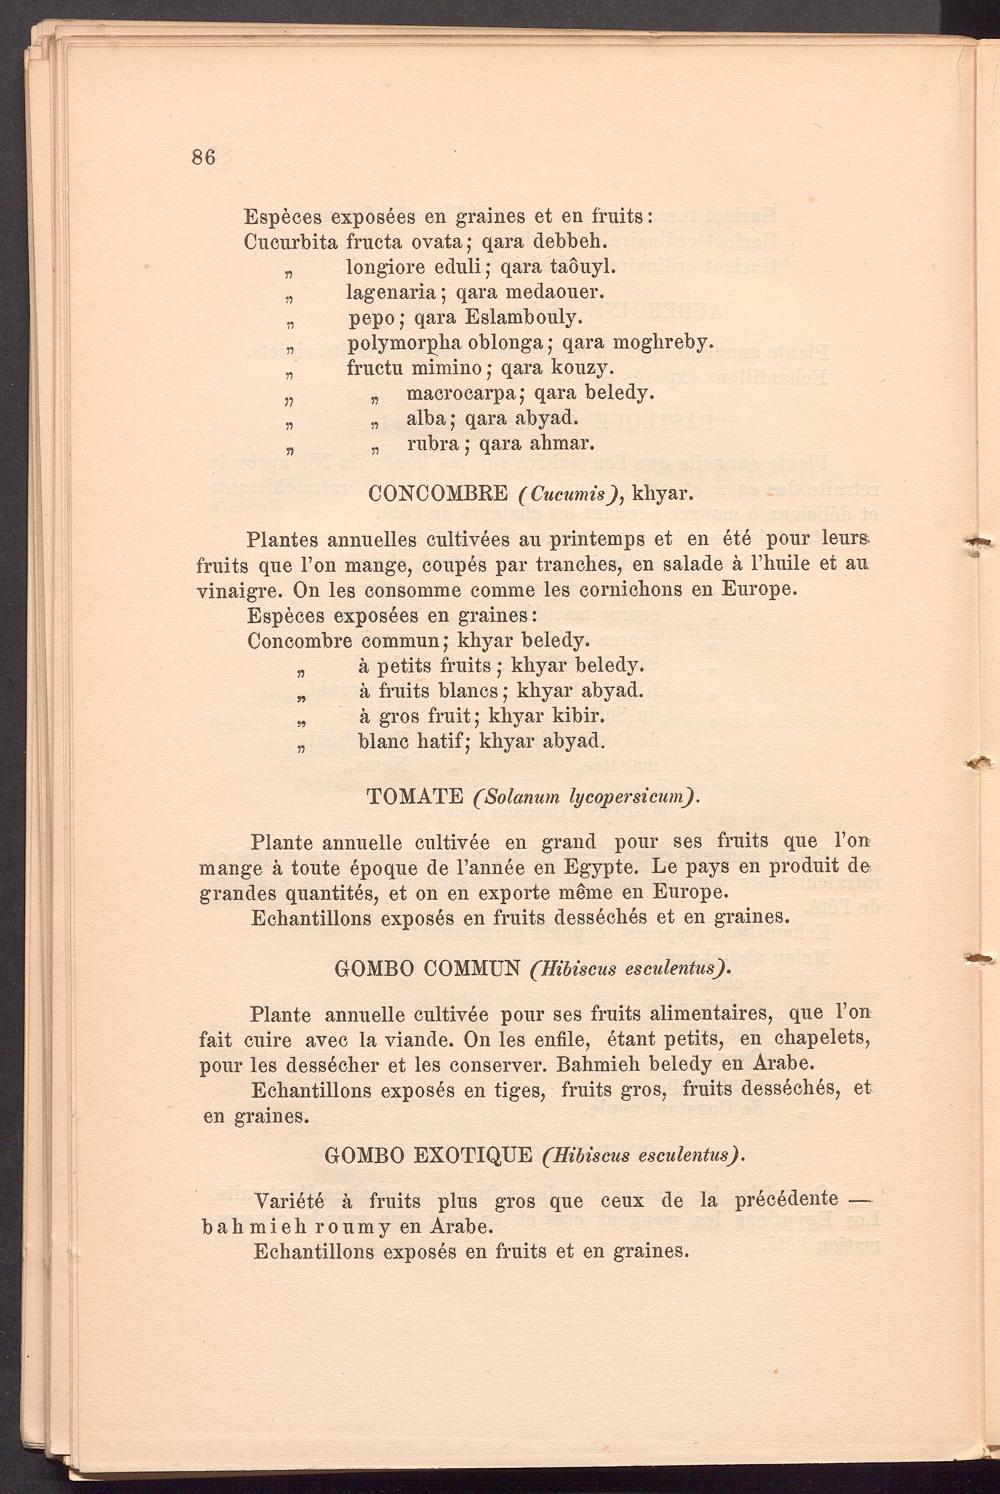 86
Espèces exposées en graines et en fruits:
Cucurbita fructa ovata; qara debbeh.
„ longiore eduli; qara taôuyl.
„ lagenaria; qara medaouer.
„ pepo; qara Eslambouly.
„ polymorpha oblonga; qara moghreby.
„ fructu mimino; qara kouzy.
„ „ macrocarpa; qara beledy.
„ „ alba; qara abyad.
„ „ rubra; qara ahmar.
CONCOMBRE (Cucumis), khyar.
Plantes annuelles cultivées au printemps et en été pour leurs
fruits que l'on mange, coupés par tranches, en salade à l'huile et au
vinaigre. On les consomme comme les cornichons en Europe.
Espèces exposées en graines:
Concombre commun; khyar beledy.
„ à petits fruits; khyar beledy.
„ à fruits blancs; khyar abyad.
„ à gros fruit; khyar kibir.
„ blanc hatif; khyar abyad.
TOMATE (Solanum lycopersicum).
Plante annuelle cultivée en grand pour ses fruits que l'on
mange à toute époque de l'année en Egypte. Le pays en produit de
grandes quantités, et on en exporte même en Europe.
Echantillons exposés en fruits desséchés et en graines.
GOMBO COMMUN (Hibiscus esculentus).
Plante annuelle cultivée pour ses fruits alimentaires, que l'on
fait cuire avec la viande. On les enfile, étant petits, en chapelets,
pour les dessécher et les conserver. Bahmieh beledy en Arabe.
Echantillons exposés en tiges, fruits gros, fruits desséchés, et
en graines.
GOMBO EXOTIQUE (Hibiscus esculentus).
Variété à fruits plus gros que ceux de la précédente —
bahmieh roumy en Arabe.
Echantillons exposés en fruits et en graines.